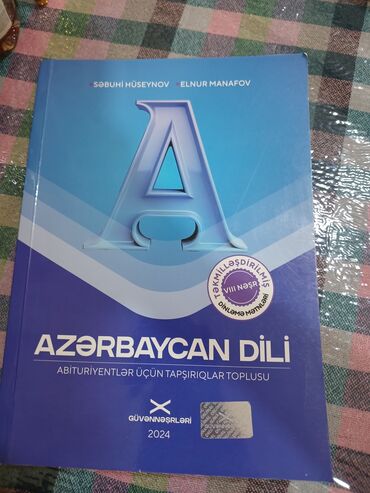 SƏBUHİ HÜSEYNOV ELNUR MANAFOV
A
TƏKMİLLƏŞDİRİLMİŞ
VIII NƏŞR
DİNLƏMƏ MƏTNLƏRİ
AZƏRBAYCAN DİLİ
ABİTURİYENTLƏR ÜÇÜN TAPŞIRIQLAR TOPLUSU
GÜVƏNNƏŞRLƏRİ
2024